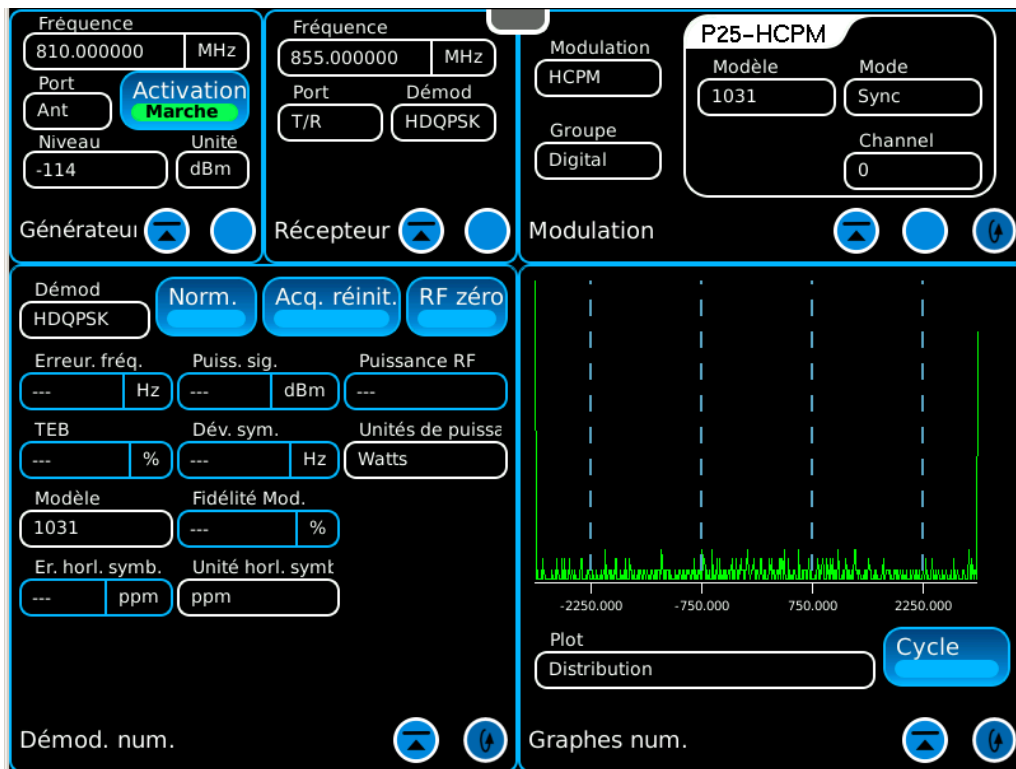 Fréquence
810.000000 MHz
Port
Ant
Activation
Marche
Niveau Unité
-114 dBm
Générateur
Fréquence
855.000000 MHz
Port Démod
T/R HDQPSK
Récepteur
Modulation
HCPM
Groupe
Digital
P25-HCPM
Modèle Mode
1031 Sync
Channel
0
Modulation
Démod
HDQPSK
Norm.
Acq. réinit.
RF zéro
Erreur. fréq. Puiss. sig. Puissance RF
--- Hz --- dBm ---
TEB Dév. sym. Unités de puissa
--- % --- Hz Watts
Modèle Fidélité Mod.
1031 --- %
Er. horl. symb. Unité horl. symb
--- ppm ppm
Démod. num.
-2250.000 -750.000 750.000 2250.000
Plot
Distribution
Cycle
Graphes num.